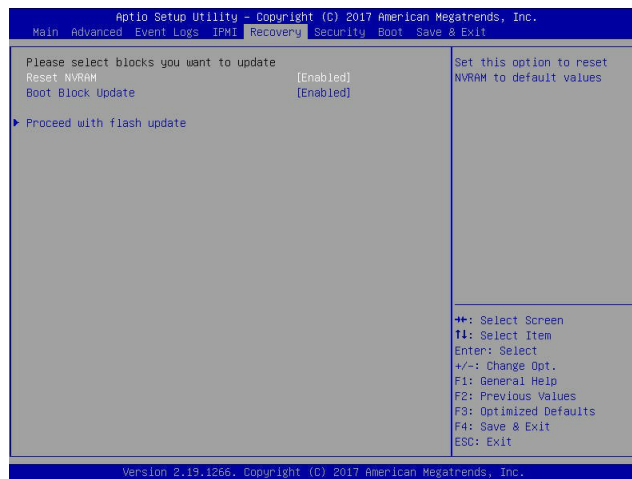 Aptio Setup Utility – Copyright (C) 2017 American Megatrends, Inc.
Main Advanced Event Logs IPMI Recovery Security Boot Save & Exit
Please select blocks you want to update
Reset NVRAM [Enabled]
Boot Block Update [Enabled]
▶ Proceed with flash update
Set this option to reset
NVRAM to default values
→←: Select Screen
↑↓: Select Item
Enter: Select
+/-: Change Opt.
F1: General Help
F2: Previous Values
F3: Optimized Defaults
F4: Save & Exit
ESC: Exit
Version 2.19.1266. Copyright (C) 2017 American Megatrends, Inc.